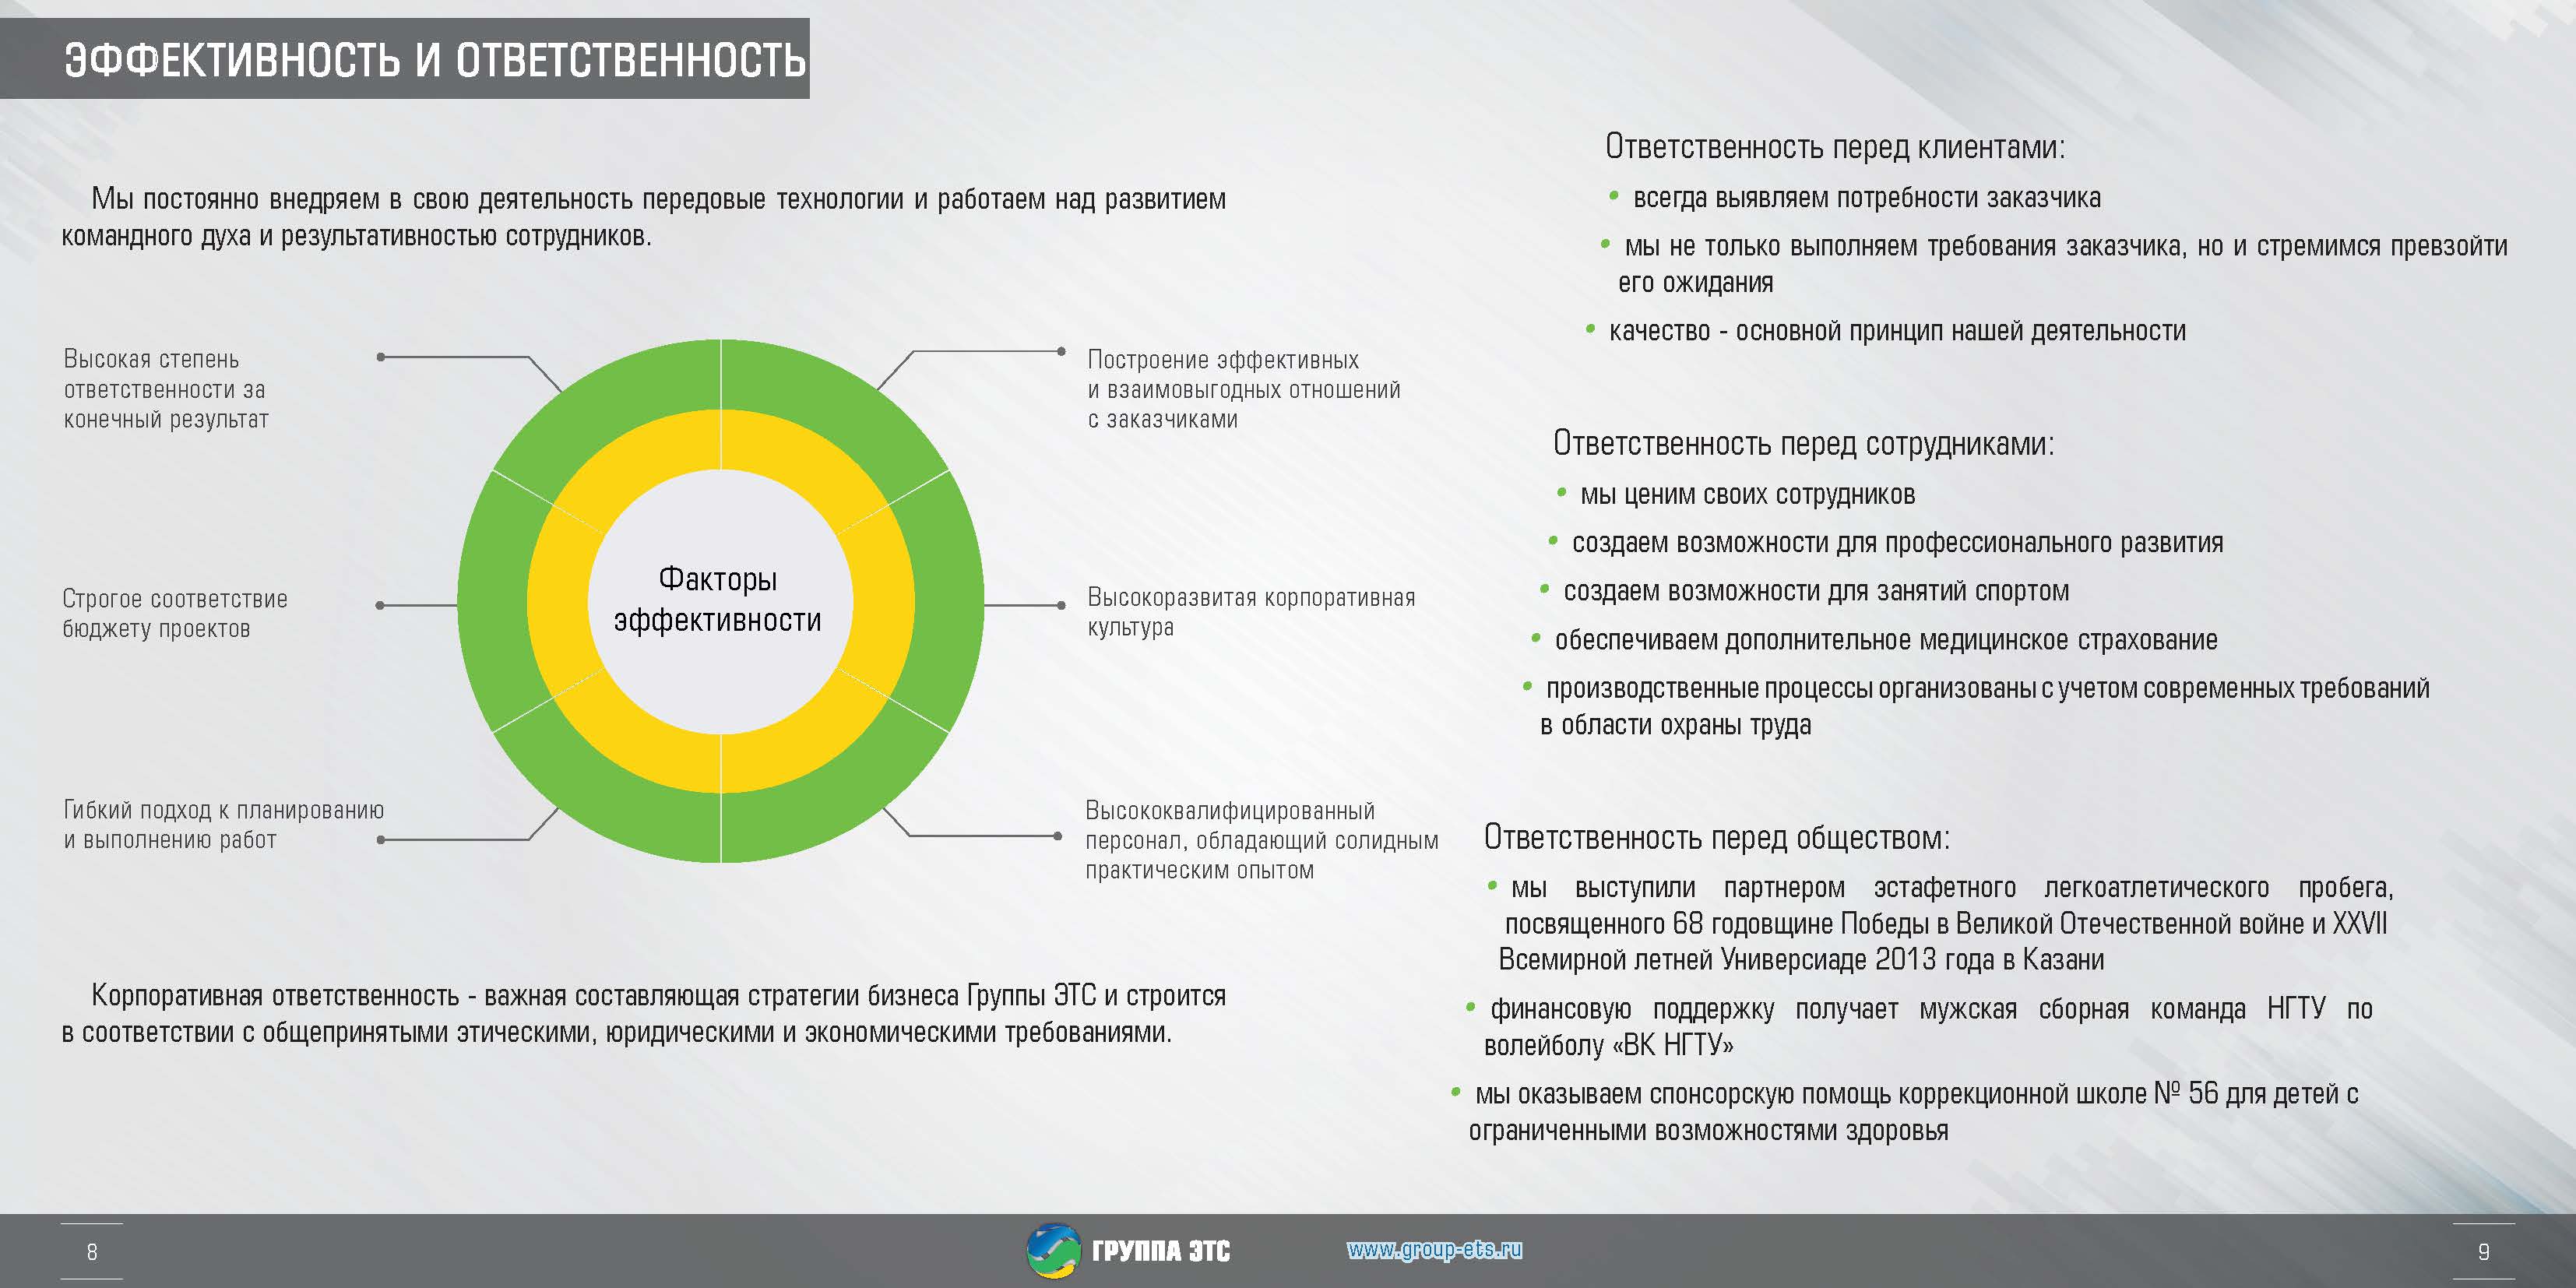 ЭФФЕКТИВНОСТЬ И ОТВЕТСТВЕННОСТЬ
Мы постоянно внедряем в свою деятельность передовые технологии и работаем над развитием
командного духа и результативностью сотрудников.
Высокая степень
ответственности за
конечный результат
Строгое соответствие
бюджету проектов
Гибкий подход к планированию
и выполнению работ
Факторы
эффективности
Построение эффективных
и взаимовыгодных отношений
с заказчиками
Высокоразвитая корпоративная
культура
Высококвалифицированный
персонал, обладающий солидным
практическим опытом
Корпоративная ответственность - важная составляющая стратегии бизнеса Группы ЭТС и строится
в соответствии с общепринятыми этическими, юридическими и экономическими требованиями.
Ответственность перед клиентами:
• всегда выявляем потребности заказчика
• мы не только выполняем требования заказчика, но и стремимся превзойти
его ожидания
• качество - основной принцип нашей деятельности
Ответственность перед сотрудниками:
• мы ценим своих сотрудников
• создаем возможности для профессионального развития
• создаем возможности для занятий спортом
• обеспечиваем дополнительное медицинское страхование
• производственные процессы организованы с учетом современных требований
в области охраны труда
Ответственность перед обществом:
• мы выступили партнером эстафетного легкоатлетического пробега,
посвященного 68 годовщине Победы в Великой Отечественной войне и XXVII
Всемирной летней Универсиаде 2013 года в Казани
• финансовую поддержку получает мужская сборная команда НГТУ по
волейболу «ВК НГТУ»
• мы оказываем спонсорскую помощь коррекционной школе № 56 для детей с
ограниченными возможностями здоровья
8
ГРУППА ЭТС
www.group-ets.ru
9